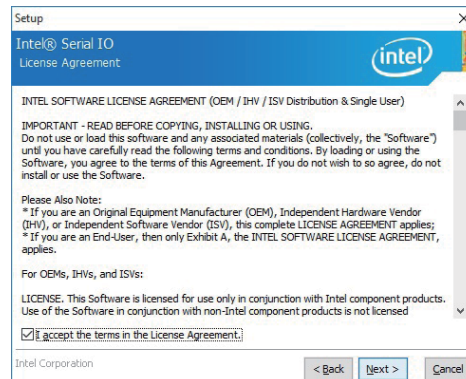 Setup
Intel® Serial IO
License Agreement
intel
INTEL SOFTWARE LICENSE AGREEMENT (OEM / IHV / ISV Distribution & Single User)
IMPORTANT - READ BEFORE COPYING, INSTALLING OR USING.
Do not use or load this software and any associated materials (collectively, the "Software")
until you have carefully read the following terms and conditions. By loading or using the
Software, you agree to the terms of this Agreement. If you do not wish to so agree, do not
install or use the Software.
Please Also Note:
* If you are an Original Equipment Manufacturer (OEM), Independent Hardware Vendor
(IHV), or Independent Software Vendor (ISV), this complete LICENSE AGREEMENT applies;
* If you are an End-User, then only Exhibit A, the INTEL SOFTWARE LICENSE AGREEMENT,
applies.
For OEMs, IHVs, and ISVs:
LICENSE. This Software is licensed for use only in conjunction with Intel component products.
Use of the Software in conjunction with non-Intel component products is not licensed
I accept the terms in the License Agreement.
Intel Corporation
< Back Next > Cancel